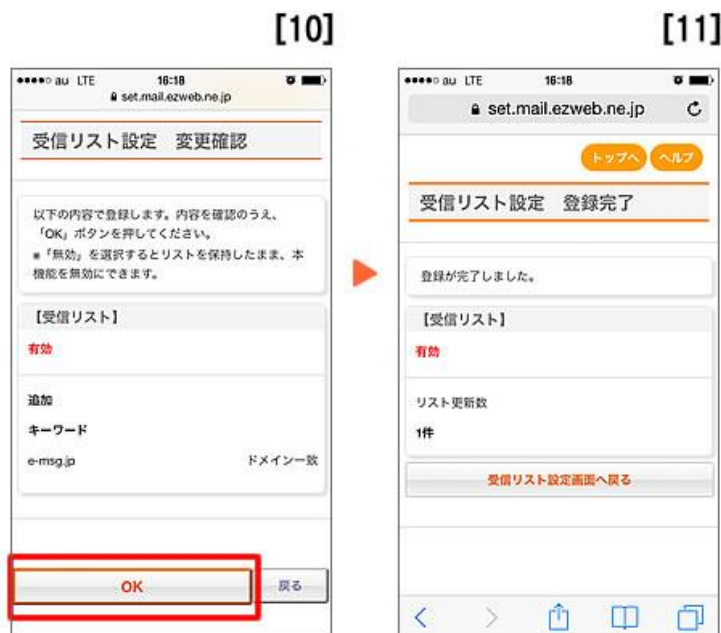 [10]
au LTE 16:18
set.mail.ezweb.ne.jp
受信リスト設定 変更確認
以下の内容で登録します。内容を確認のうえ、
「OK」ボタンを押してください。
※「無効」を選択するとリストを保持したまま、本
機能を無効にできます。
【受信リスト】
有効
追加
キーワード
e-msg.jp ドメイン一致
OK 戻る
[11]
au LTE 16:18
set.mail.ezweb.ne.jp
トップへ ヘルプ
受信リスト設定 登録完了
登録が完了しました。
【受信リスト】
有効
リスト更新数
1件
受信リスト設定画面へ戻る